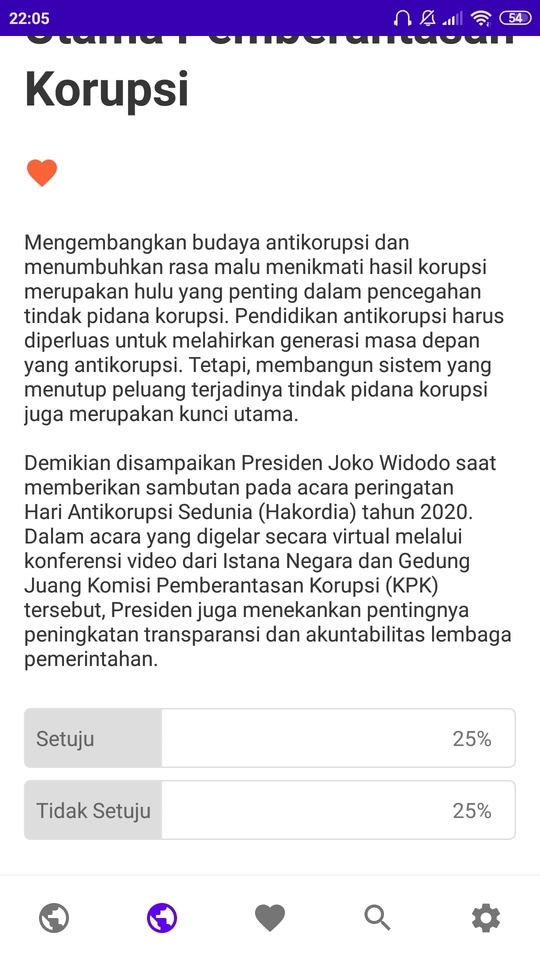 22:05
54
Utama Pemberantasan
Korupsi
Mengembangkan budaya antikorupsi dan
menumbuhkan rasa malu menikmati hasil korupsi
merupakan hulu yang penting dalam pencegahan
tindak pidana korupsi. Pendidikan antikorupsi harus
diperluas untuk melahirkan generasi masa depan
yang antikorupsi. Tetapi, membangun sistem yang
menutup peluang terjadinya tindak pidana korupsi
juga merupakan kunci utama.
Demikian disampaikan Presiden Joko Widodo saat
memberikan sambutan pada acara peringatan
Hari Antikorupsi Sedunia (Hakordia) tahun 2020.
Dalam acara yang digelar secara virtual melalui
konferensi video dari Istana Negara dan Gedung
Juang Komisi Pemberantasan Korupsi (KPK)
tersebut, Presiden juga menekankan pentingnya
peningkatan transparansi dan akuntabilitas lembaga
pemerintahan.
Setuju 25%
Tidak Setuju 25%